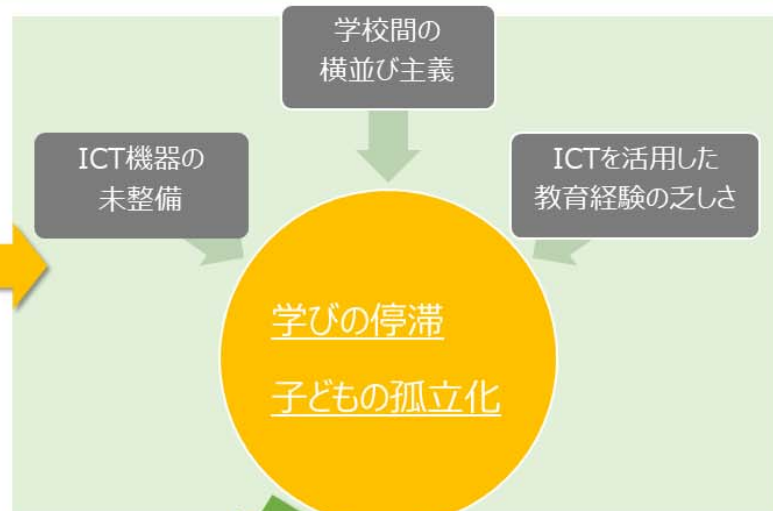 学校間の
横並び主義
ICT機器の
未整備
ICTを活用した
教育経験の乏しさ
学びの停滞
子どもの孤立化